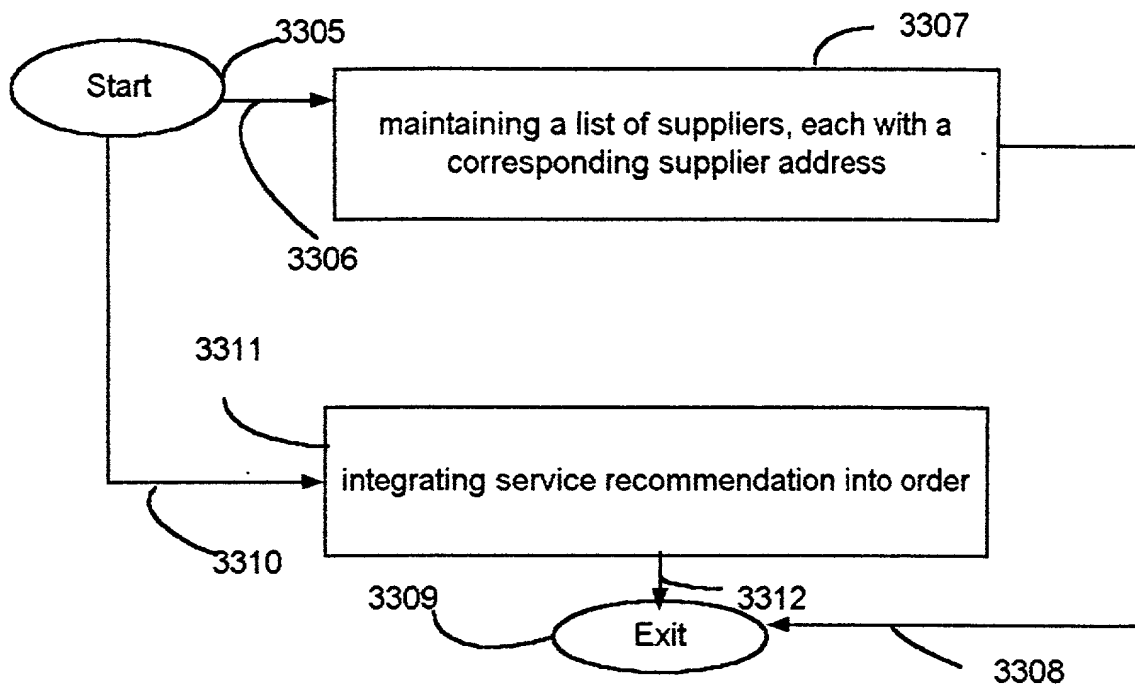 3305
3307
Start
maintaining a list of suppliers, each with a
corresponding supplier address
3306
3311
integrating service recommendation into order
3310
3309
3312
Exit
3308